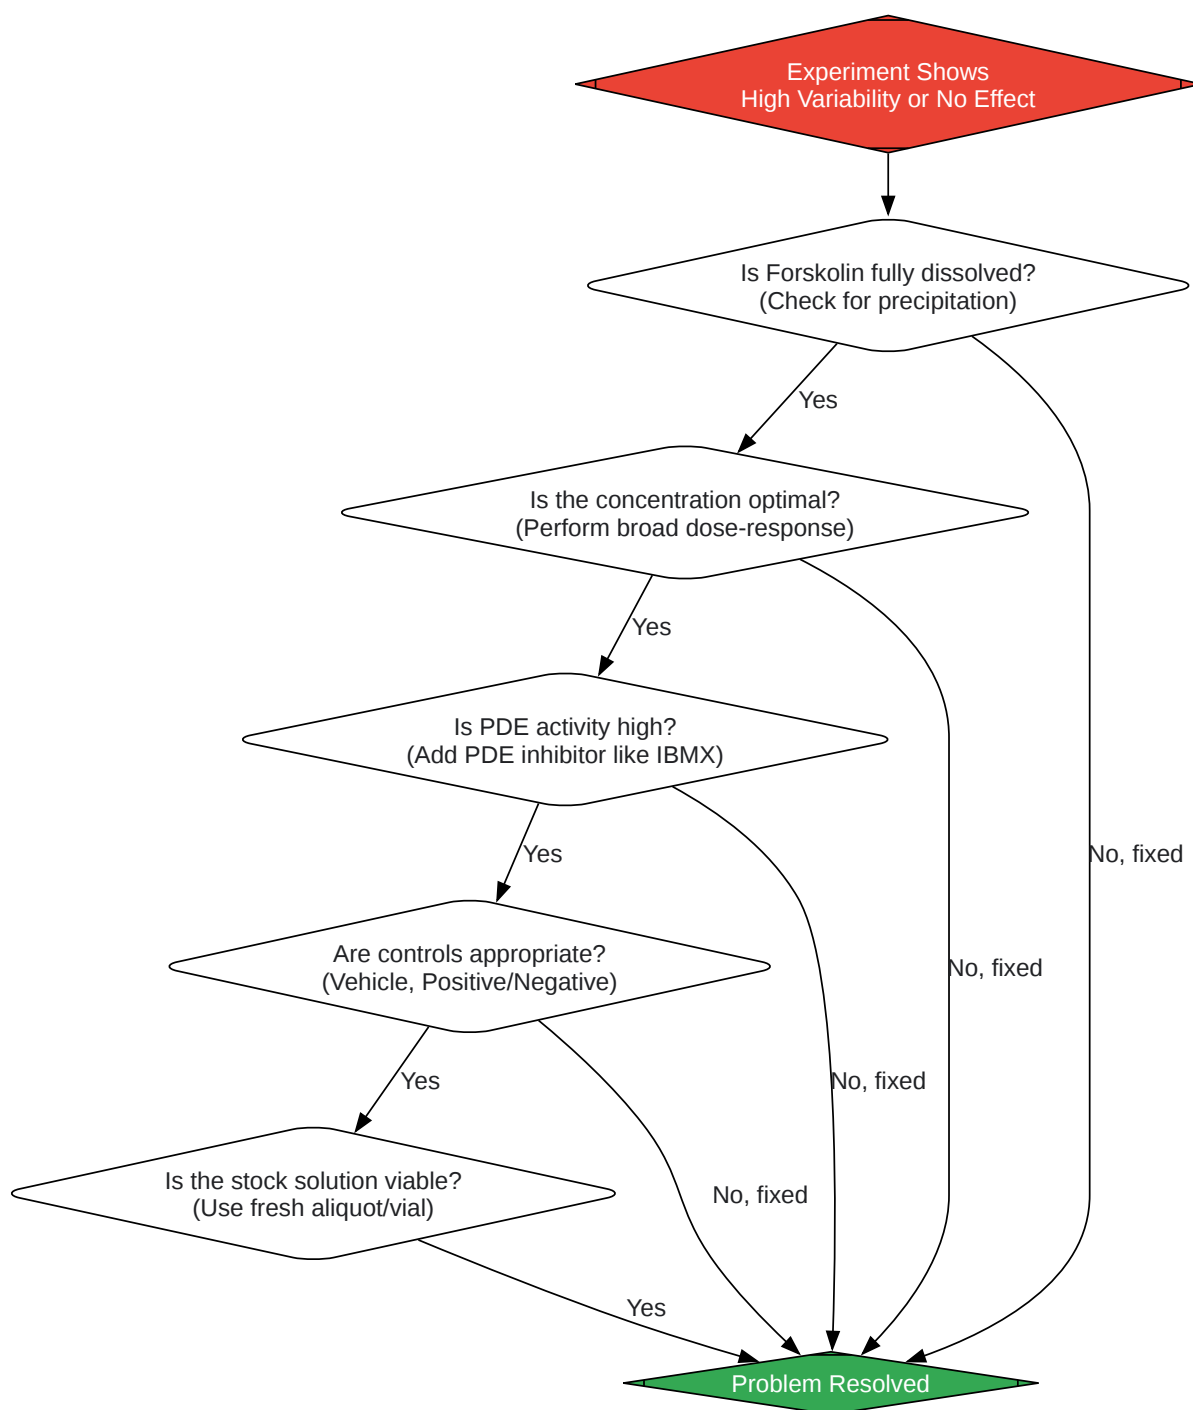 Experiment Shows
High Variability or No Effect
Is Forskolin fully dissolved?
(Check for precipitation)
Yes
Is the concentration optimal?
(Perform broad dose-response)
Yes
Is PDE activity high?
(Add PDE inhibitor like IBMX)
Yes
No, fixed
Are controls appropriate?
(Vehicle, Positive/Negative)
No, fixed
Yes
No, fixed
Is the stock solution viable?
(Use fresh aliquot/vial)
No, fixed
Yes
Problem Resolved